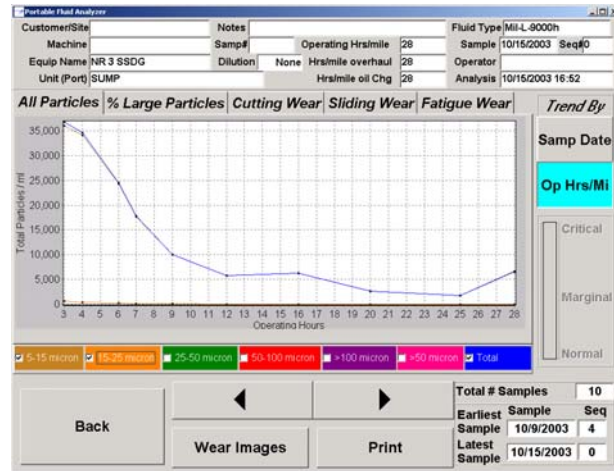 Portable Fluid Analyzer
Customer/Site Notes Fluid Type Mil-L-9000h
Machine Samp# Operating Hrs/mile 28 Sample 10/15/2003 Seq# 0
Equip Name NR 3 SSDG Dilution None Hrs/mile overhaul 28 Operator
Unit (Port) SUMP Hrs/mile oil Chg 28 Analysis 10/15/2003 16:52
All Particles % Large Particles Cutting Wear Sliding Wear Fatigue Wear Trend By
Samp Date
Op Hrs/Mi
Critical
Marginal
Normal
Total Particles / ml
35,000
30,000
25,000
20,000
15,000
10,000
5,000
0
3 4 5 6 7 8 9 10 11 12 13 14 15 16 17 18 19 20 21 22 23 24 25 26 27 28
Operating Hours
5-15 micron 15-25 micron 25-50 micron 50-100 micron >100 micron >50 micron Total
Back
Wear Images Print
Total # Samples 10
Sample Seq
Earliest Sample 10/9/2003 4
Latest Sample 10/15/2003 0